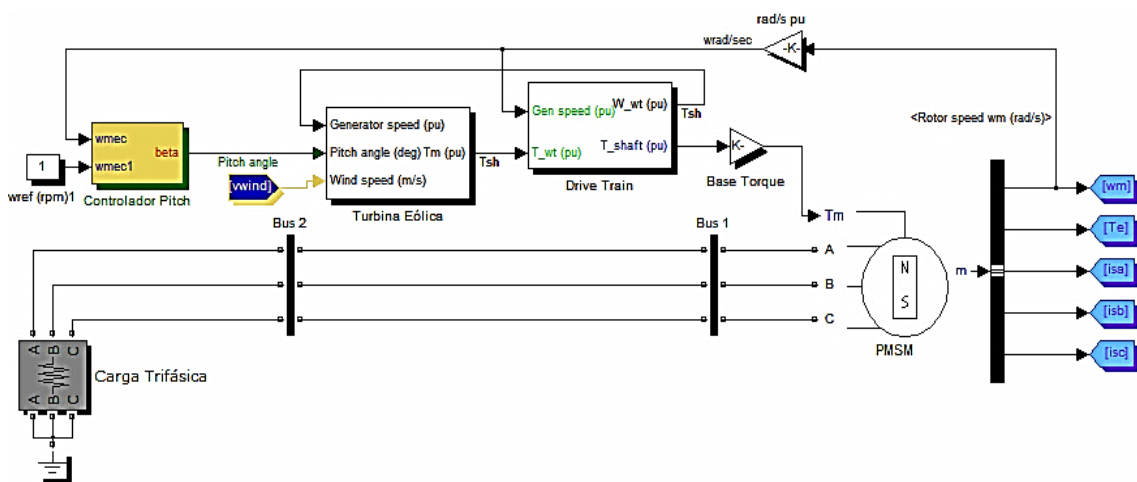 rad/s pu
-K-
wrad/sec
<Rotor speed wm (rad/s)>
wmec
wmec1
beta
Controlador Pitch
1
wref (rpm)1
Pitch angle
[vwind]
Generator speed (pu)
Pitch angle (deg) Tm (pu)
Wind speed (m/s)
Turbina Eólica
Tsh
Gen speed (pu)
W_wt (pu)
T_wt (pu)
T_shaft (pu)
Drive Train
Tsh
K-
Base Torque
Bus 2
Bus 1
Tm
A
B
C
N
S
PMSM
m
[wm]
[Te]
[isa]
[isb]
[isc]
A B C
A B C
Carga Trifásica